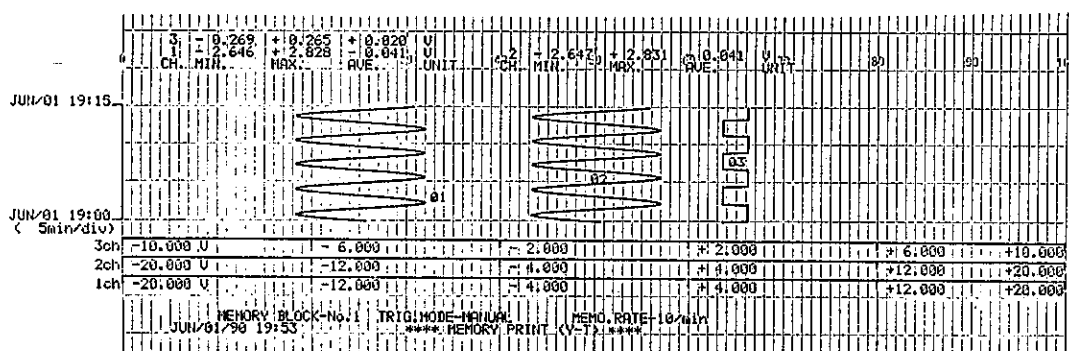 3 - 0.269 + 0.265 + 0.020 V
1 - 2.646 + 2.828 - 0.041 V 2 - 2.647 + 2.831 0.041 V
CH. MIN. MAX. AVE. UNIT CH. MIN. MAX. AVE. UNIT 80 90
JUN/01 19:15
01 02 03
JUN/01 19:00
( 5min/div)
3ch -10.000 V - 6.000 - 2.000 + 2.000 + 6.000 +10.000
2ch -20.000 V -12.000 - 4.000 + 4.000 +12.000 +20.000
1ch -20.000 V -12.000 - 4.000 + 4.000 +12.000 +20.000
MEMORY BLOCK-No.1 TRIG.MODE-MANUAL MEMO.RATE-10/min
JUN/01/90 19:53 **** MEMORY PRINT (V-T) ****